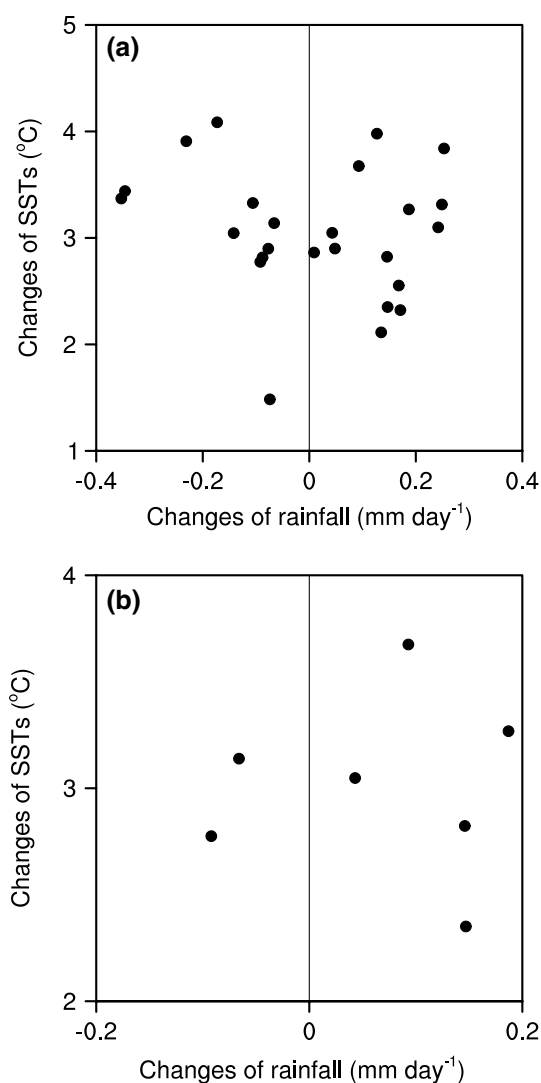 (a)
5
4
3
2
1
Changes of SSTs (°C)
-0.4 -0.2 0 0.2 0.4
Changes of rainfall (mm day-1)
(b)
4
3
2
Changes of SSTs (°C)
-0.2 0 0.2
Changes of rainfall (mm day-1)